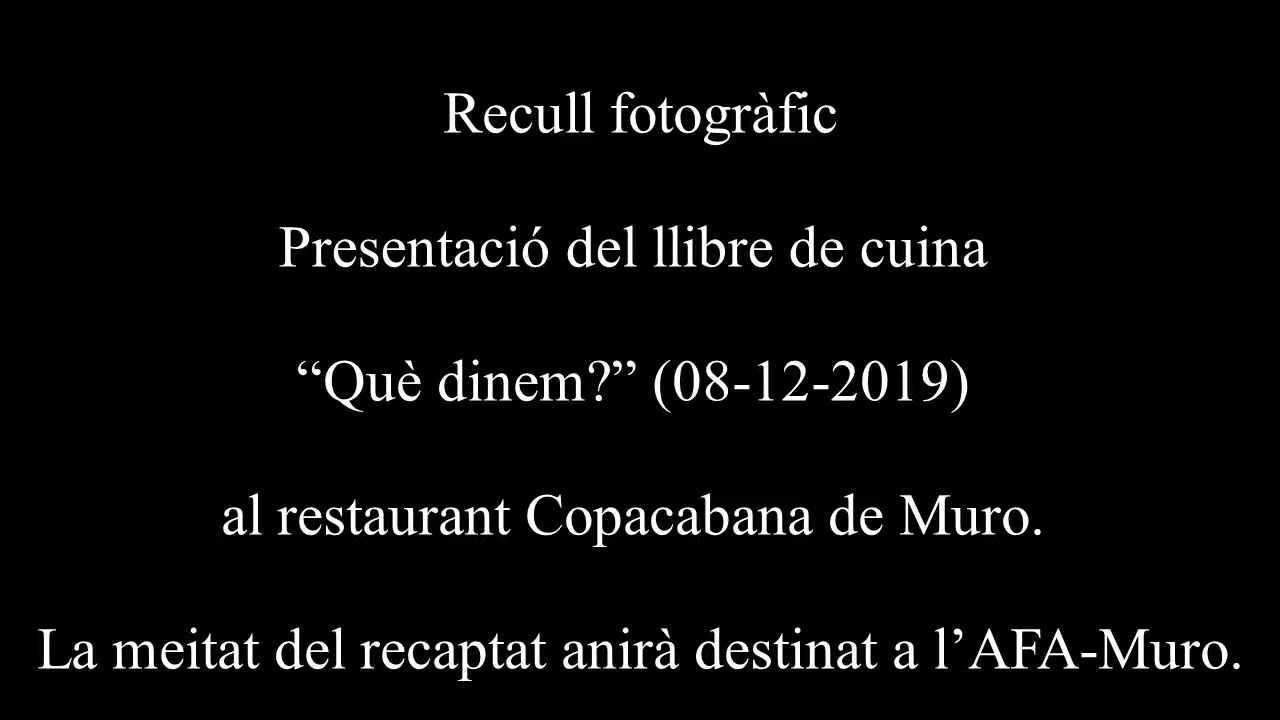 Recull fotogràfic
Presentació del llibre de cuina
“Què dinem?” (08-12-2019)
al restaurant Copacabana de Muro.
La meitat del recaptat anirà destinat a l’AFA-Muro.